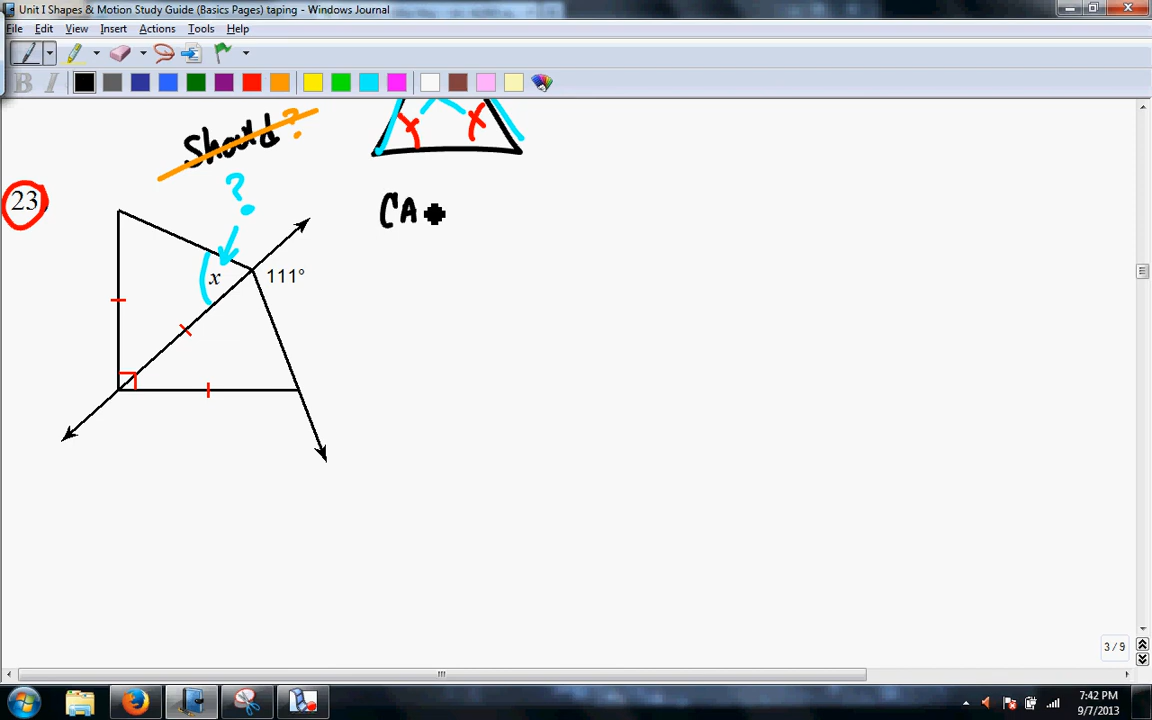 Unit I Shapes & Motion Study Guide (Basics Pages) taping - Windows Journal
File Edit View Insert Actions Tools Help
B I
Should ?
?
23.
CA
x
111°
3 / 9
7:42 PM
9/7/2013